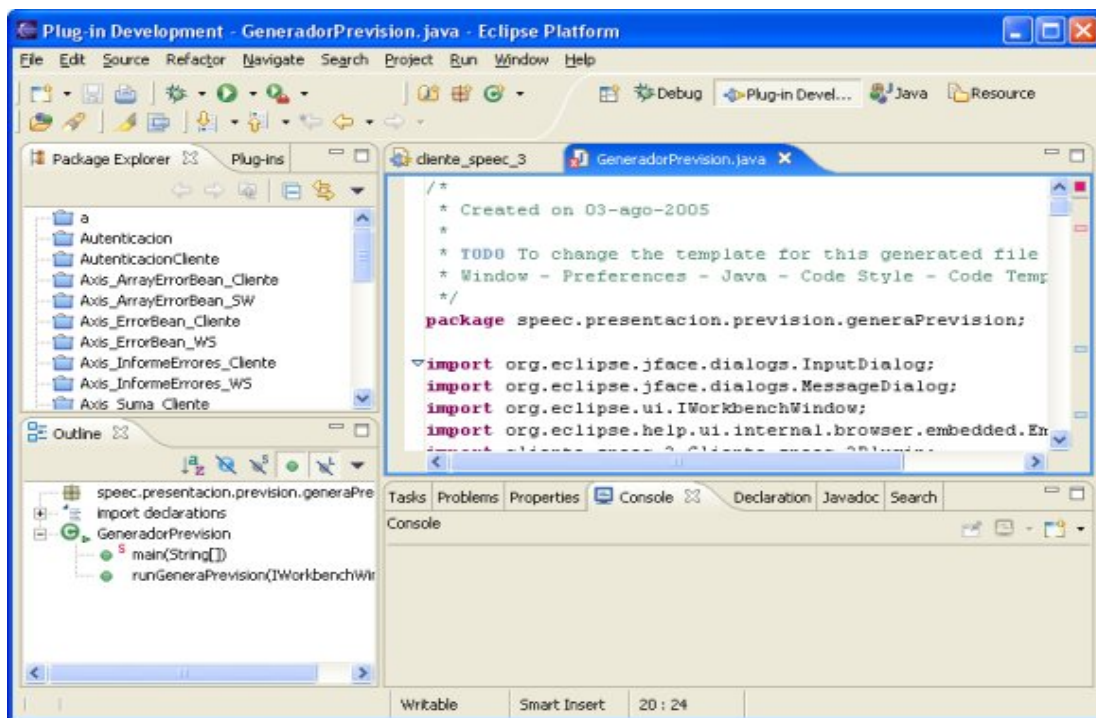 Plug-in Development - GeneradorPrevision.java - Eclipse Platform
File Edit Source Refactor Navigate Search Project Run Window Help
Debug Plug-in Devel... Java Resource
Package Explorer Plug-ins
a
Autenticacion
AutenticacionCliente
Axis_ArrayErrorBean_Cliente
Axis_ArrayErrorBean_SW
Axis_ErrorBean_Cliente
Axis_ErrorBean_WS
Axis_InformeErrores_Cliente
Axis_InformeErrores_WS
Axis_Suma_Cliente
Outline
speec.presentacion.prevision.generaPre
import declarations
GeneradorPrevision
main(String[])
runGeneraPrevision(IWorkbenchWin
cliente_speec_3 GeneradorPrevision.java
/*
* Created on 03-ago-2005
*
* TODO To change the template for this generated file
* Window - Preferences - Java - Code Style - Code Temp
*/
package speec.presentacion.prevision.generaPrevision;
import org.eclipse.jface.dialogs.InputDialog;
import org.eclipse.jface.dialogs.MessageDialog;
import org.eclipse.ui.IWorkbenchWindow;
import org.eclipse.help.ui.internal.browser.embedded.Em
Tasks Problems Properties Console Declaration Javadoc Search
Console
Writable Smart Insert 20 : 24